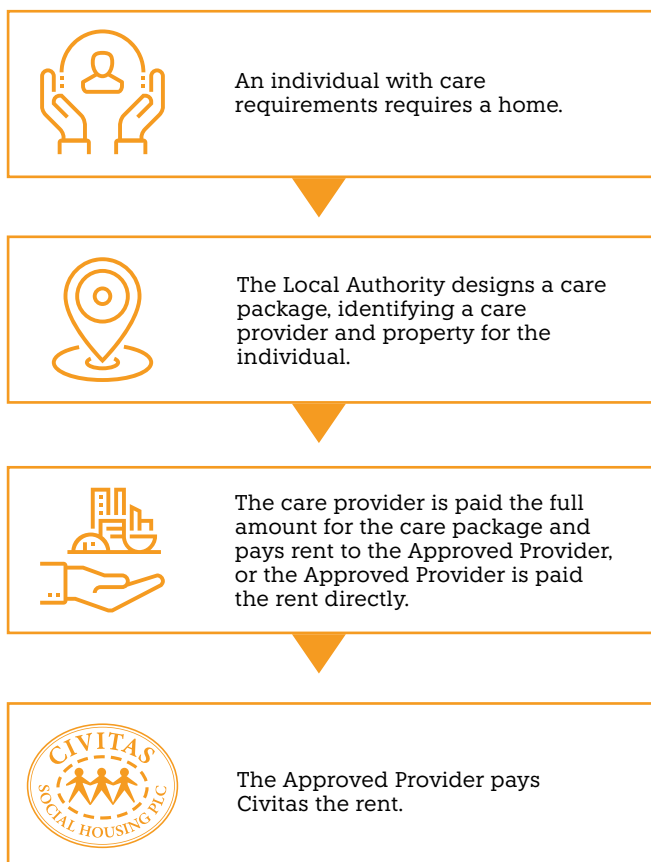 An individual with care
requirements requires a home.
The Local Authority designs a care
package, identifying a care
provider and property for the
individual.
The care provider is paid the full
amount for the care package and
pays rent to the Approved Provider,
or the Approved Provider is paid
the rent directly.
CIVITAS
SOCIAL HOUSING PLC
The Approved Provider pays
Civitas the rent.